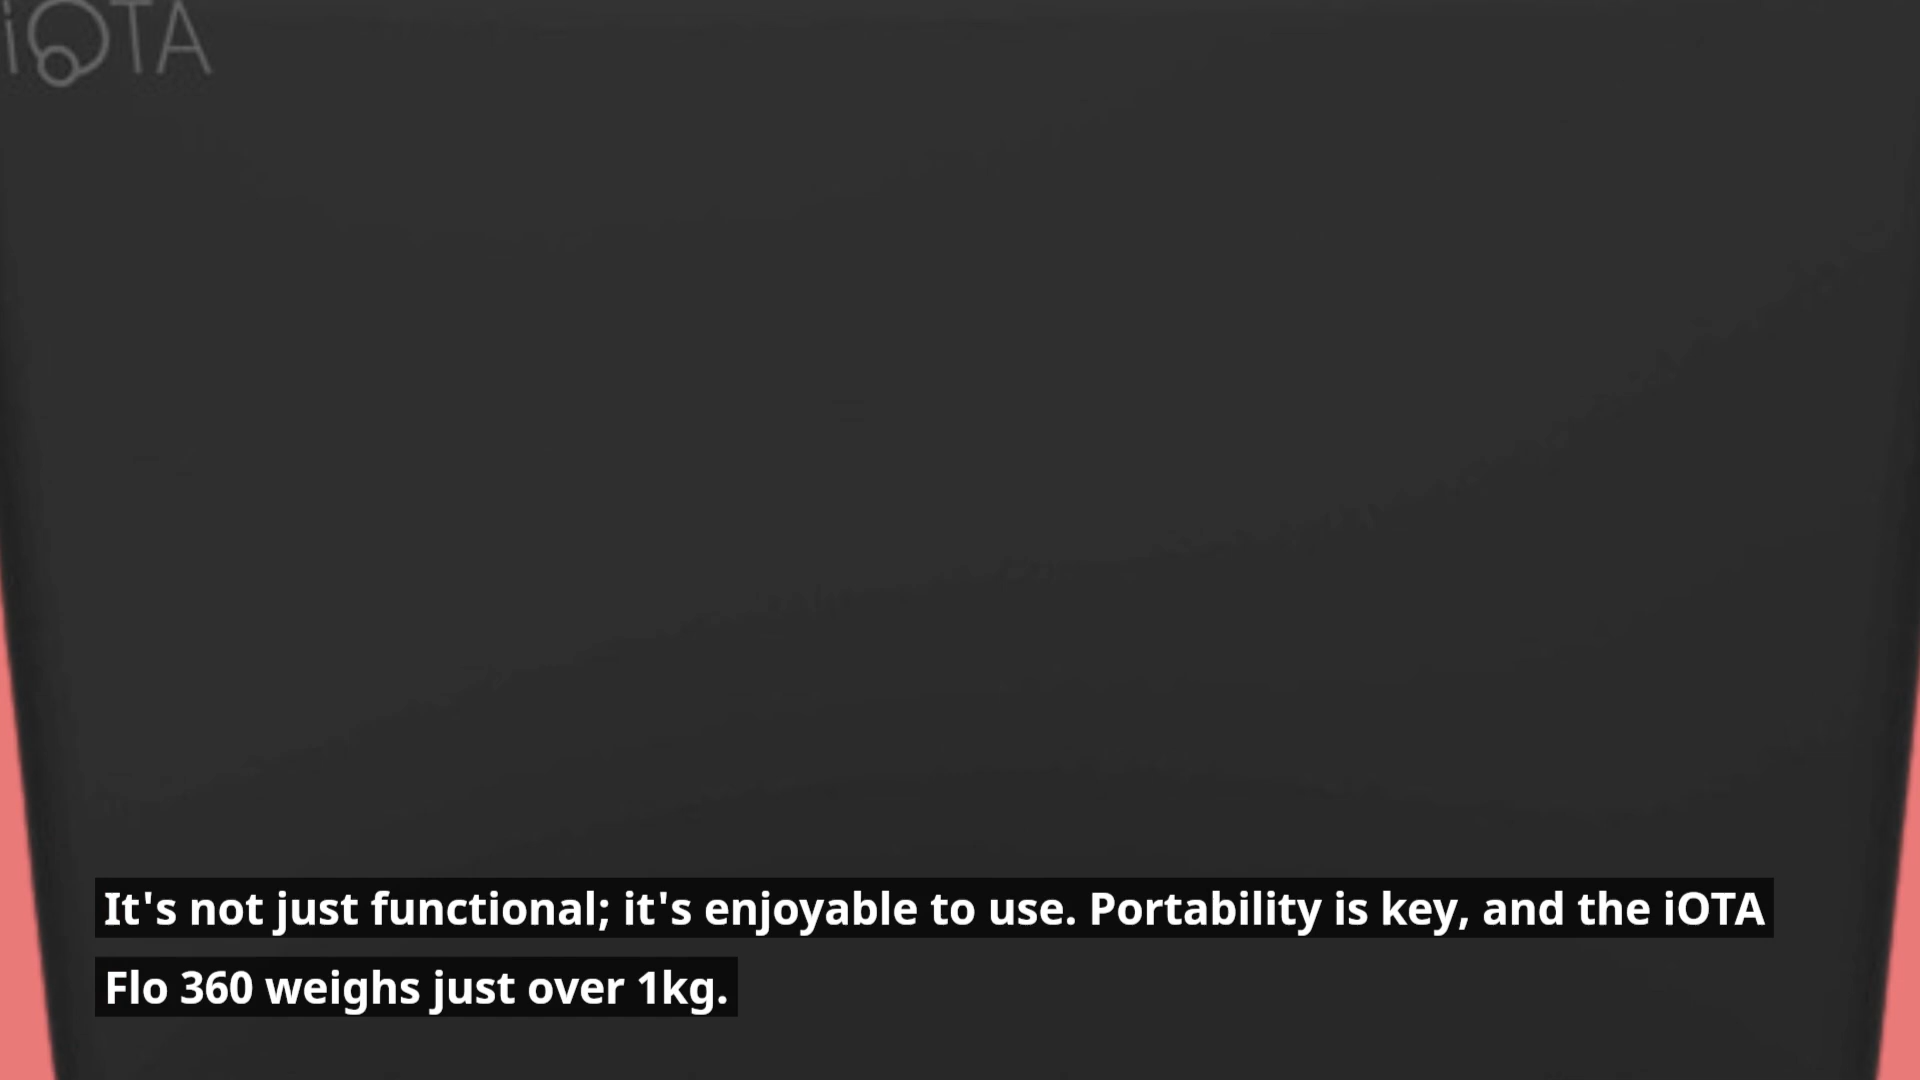 iOTA
It's not just functional; it's enjoyable to use. Portability is key, and the iOTA
Flo 360 weighs just over 1kg.